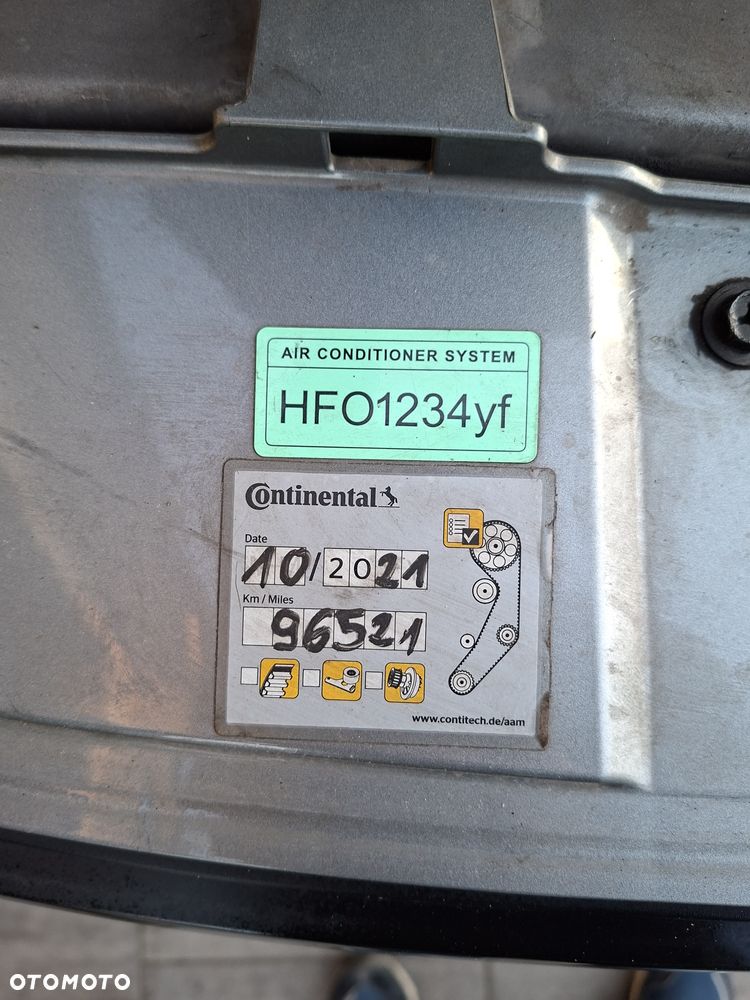 AIR CONDITIONER SYSTEM
HFO1234yf
Continental
Date
10/2021
Km / Miles
96521
www.contitech.de/aam
OTOMOTO